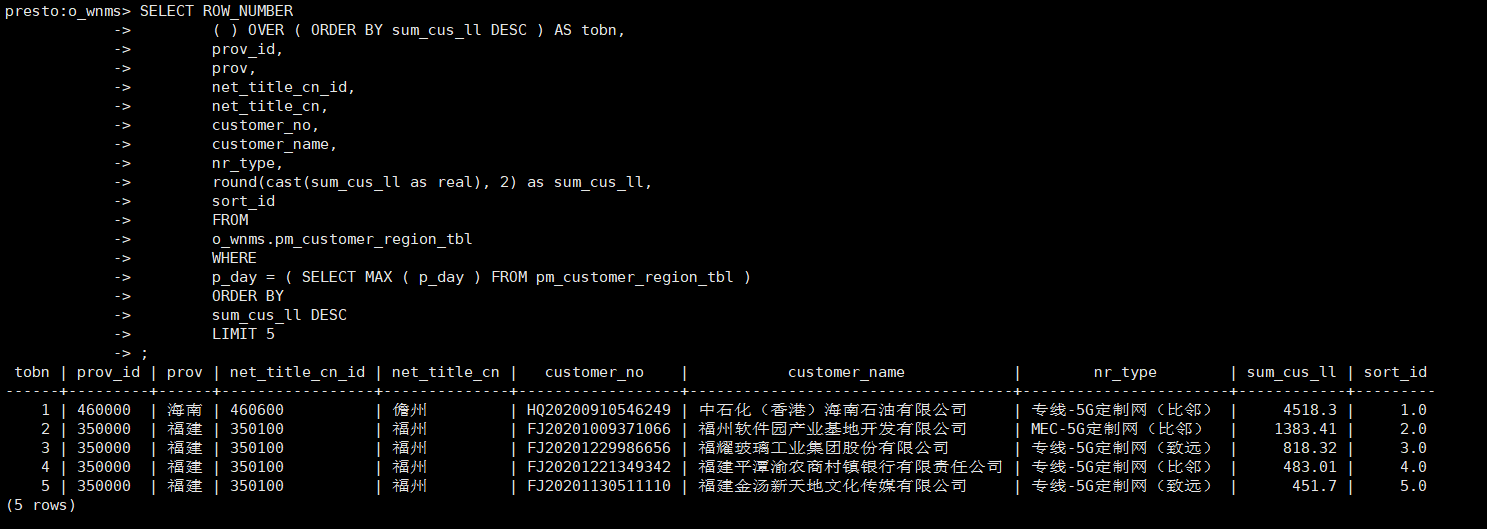 presto:o_wnms> SELECT ROW_NUMBER
            ->         ( ) OVER ( ORDER BY sum_cus_ll DESC ) AS tobn,
            ->         prov_id,
            ->         prov,
            ->         net_title_cn_id,
            ->         net_title_cn,
            ->         customer_no,
            ->         customer_name,
            ->         nr_type,
            ->         round(cast(sum_cus_ll as real), 2) as sum_cus_ll,
            ->         sort_id
            ->         FROM
            ->         o_wnms.pm_customer_region_tbl
            ->         WHERE
            ->         p_day = ( SELECT MAX ( p_day ) FROM pm_customer_region_tbl )
            ->         ORDER BY
            ->         sum_cus_ll DESC
            ->         LIMIT 5
            -> ;
 tobn | prov_id | prov | net_title_cn_id | net_title_cn |   customer_no    |           customer_name           |        nr_type        | sum_cus_ll | sort_id
------+---------+------+-----------------+--------------+------------------+-----------------------------------+-----------------------+------------+---------
    1 | 460000  | 海南 | 460600          | 儋州         | HQ20200910546249 | 中石化（香港）海南石油有限公司 | 专线-5G定制网（比邻） |     4518.3 |     1.0
    2 | 350000  | 福建 | 350100          | 福州         | FJ20201009371066 | 福州软件园产业基地开发有限公司 | MEC-5G定制网（比邻） |    1383.41 |     2.0
    3 | 350000  | 福建 | 350100          | 福州         | FJ20201229986656 | 福耀玻璃工业集团股份有限公司 | 专线-5G定制网（致远） |     818.32 |     3.0
    4 | 350000  | 福建 | 350100          | 福州         | FJ20201221349342 | 福建平潭渝农商村镇银行有限责任公司 | 专线-5G定制网（比邻） |     483.01 |     4.0
    5 | 350000  | 福建 | 350100          | 福州         | FJ20201130511110 | 福建金汤新天地文化传媒有限公司 | 专线-5G定制网（致远） |      451.7 |     5.0
(5 rows)